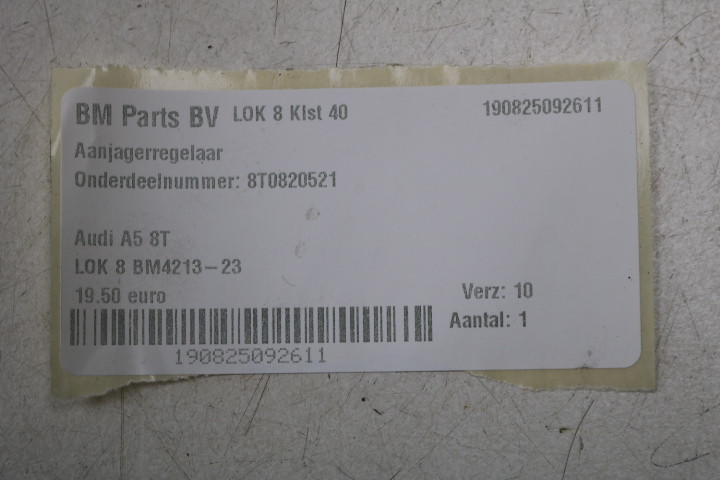 BM Parts BV LOK 8 Klst 40 190825092611
Aanjagerregelaar
Onderdeelnummer: 8T0820521
Audi A5 8T
LOK 8 BM4213-23
19.50 euro Verz: 10
Aantal: 1
190825092611